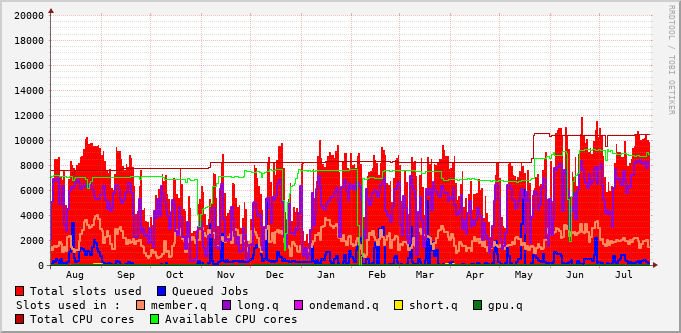 20000
18000
16000
14000
12000
10000
8000
6000
4000
2000
0
Aug Sep Oct Nov Dec Jan Feb Mar Apr May Jun Jul
RRDTOOL / TOBI OETIKER
Total slots used Queued Jobs
Slots used in : member.q long.q ondemand.q short.q gpu.q
Total CPU cores Available CPU cores